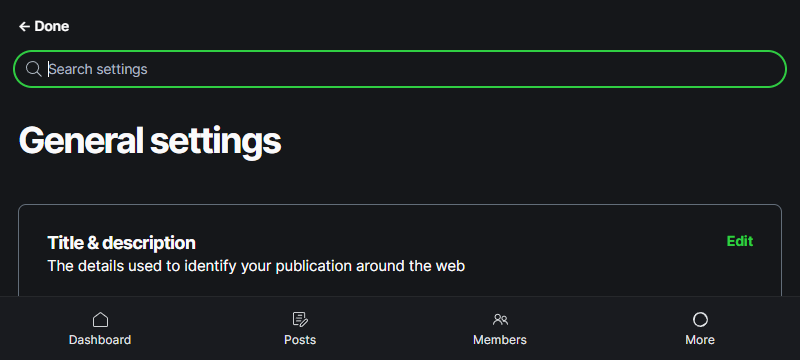 ← Done
Search settings
General settings
Title & description
Edit
The details used to identify your publication around the web
Dashboard
Posts
Members
More